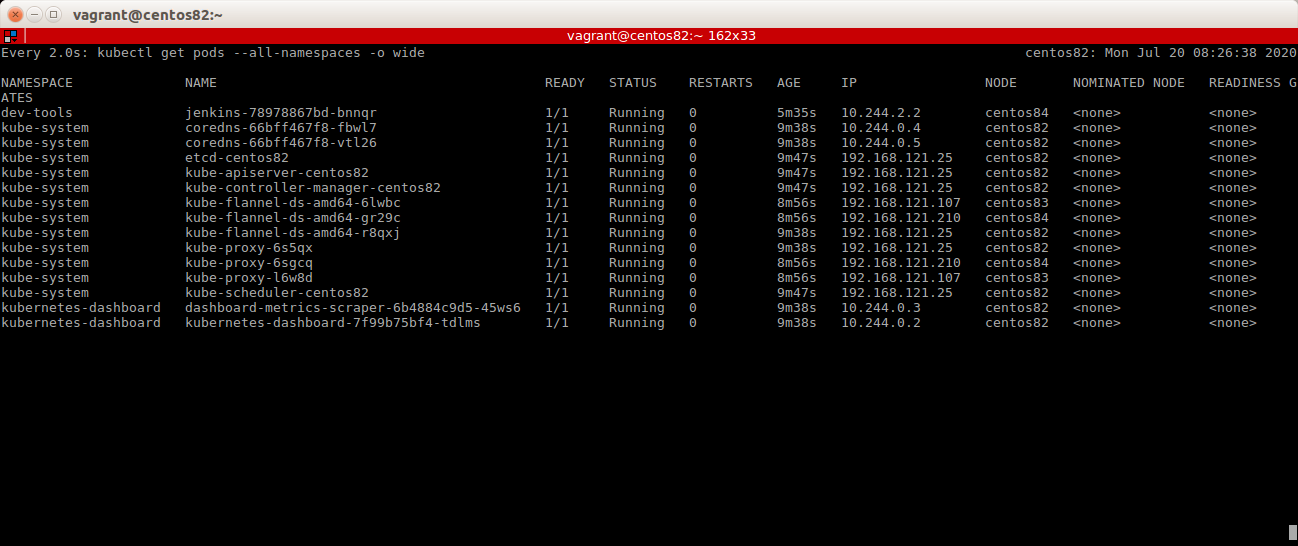 vagrant@centos82:~
vagrant@centos82:~ 162x33
Every 2.0s: kubectl get pods --all-namespaces -o wide centos82: Mon Jul 20 08:26:38 2020
NAMESPACE NAME READY STATUS RESTARTS AGE IP NODE NOMINATED NODE READINESS G
ATES
dev-tools jenkins-78978867bd-bnnqr 1/1 Running 0 5m35s 10.244.2.2 centos84 <none> <none>
kube-system coredns-66bff467f8-fbwl7 1/1 Running 0 9m38s 10.244.0.4 centos82 <none> <none>
kube-system coredns-66bff467f8-vtl26 1/1 Running 0 9m38s 10.244.0.5 centos82 <none> <none>
kube-system etcd-centos82 1/1 Running 0 9m47s 192.168.121.25 centos82 <none> <none>
kube-system kube-apiserver-centos82 1/1 Running 0 9m47s 192.168.121.25 centos82 <none> <none>
kube-system kube-controller-manager-centos82 1/1 Running 0 9m47s 192.168.121.25 centos82 <none> <none>
kube-system kube-flannel-ds-amd64-6lwbc 1/1 Running 0 8m56s 192.168.121.107 centos83 <none> <none>
kube-system kube-flannel-ds-amd64-gr29c 1/1 Running 0 8m56s 192.168.121.210 centos84 <none> <none>
kube-system kube-flannel-ds-amd64-r8qxj 1/1 Running 0 9m38s 192.168.121.25 centos82 <none> <none>
kube-system kube-proxy-6s5qx 1/1 Running 0 9m38s 192.168.121.25 centos82 <none> <none>
kube-system kube-proxy-6sgcq 1/1 Running 0 8m56s 192.168.121.210 centos84 <none> <none>
kube-system kube-proxy-l6w8d 1/1 Running 0 8m56s 192.168.121.107 centos83 <none> <none>
kube-system kube-scheduler-centos82 1/1 Running 0 9m47s 192.168.121.25 centos82 <none> <none>
kubernetes-dashboard dashboard-metrics-scraper-6b4884c9d5-45ws6 1/1 Running 0 9m38s 10.244.0.3 centos82 <none> <none>
kubernetes-dashboard kubernetes-dashboard-7f99b75bf4-tdlms 1/1 Running 0 9m38s 10.244.0.2 centos82 <none> <none>